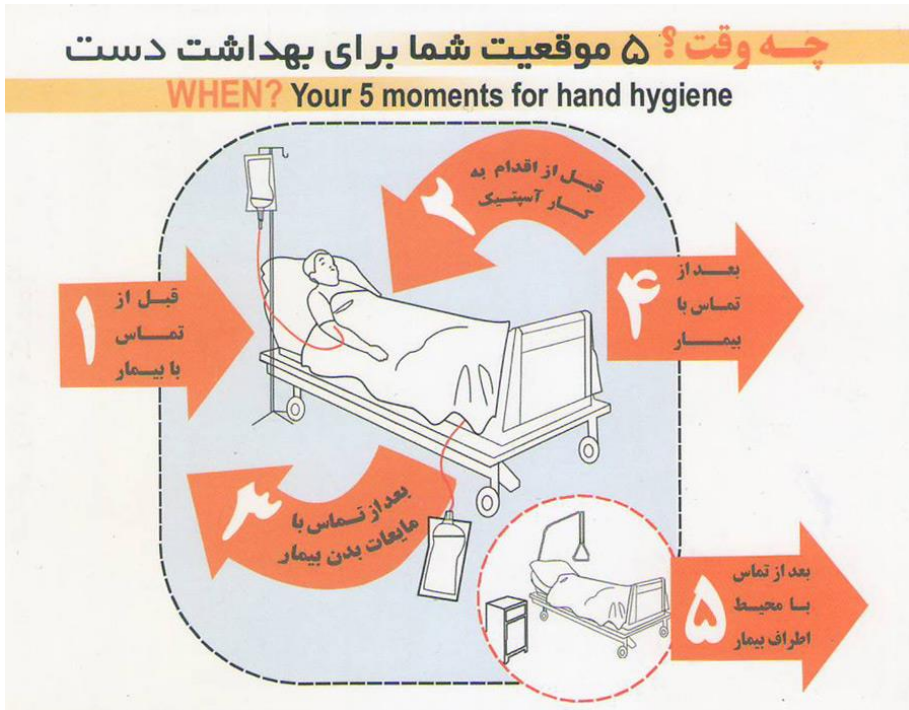 چه وقت؟ ۵ موقعیت شما برای بهداشت دست
WHEN? Your 5 moments for hand hygiene
۱
قبل از
تماس
با بیمار
۲
قبل از اقدام به
کار آسپتیک
۳
بعد از تماس با
مایعات بدن بیمار
۴
بعد از
تماس با
بیمار
۵
بعد از تماس
با محیط
اطراف بیمار